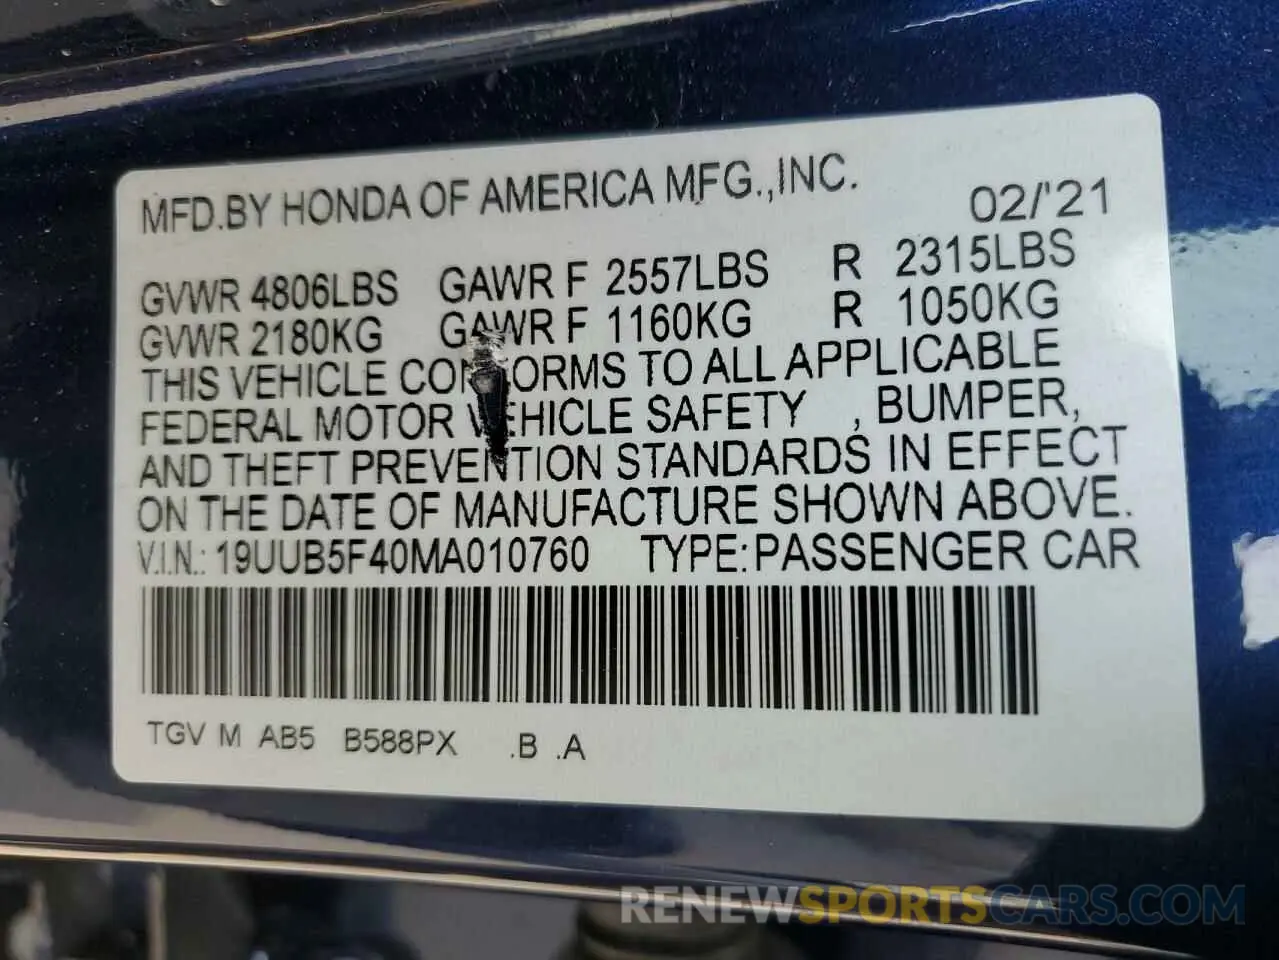 MFD.BY HONDA OF AMERICA MFG.,INC. 02/'21
GVWR 4806LBS GAWR F 2557LBS R 2315LBS
GVWR 2180KG GAWR F 1160KG R 1050KG
THIS VEHICLE CONFORMS TO ALL APPLICABLE
FEDERAL MOTOR VEHICLE SAFETY , BUMPER,
AND THEFT PREVENTION STANDARDS IN EFFECT
ON THE DATE OF MANUFACTURE SHOWN ABOVE.
V.I.N.: 19UUB5F40MA010760 TYPE:PASSENGER CAR
TGV M AB5 B588PX .B .A
RENEWSPORTSCARS.COM